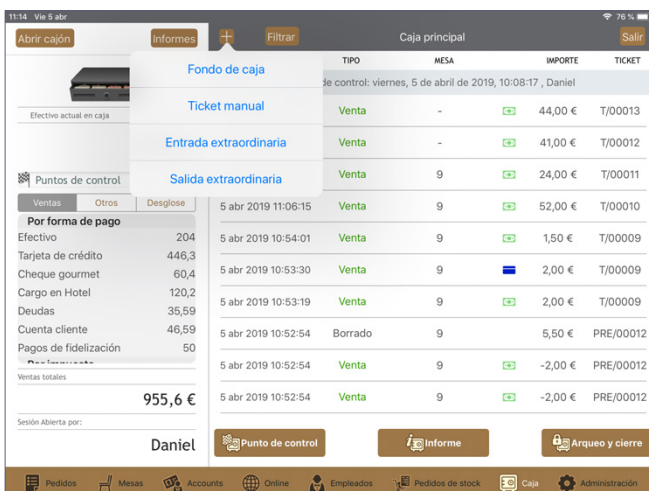 11:14 Vie 5 abr 76 %
Abrir cajón Informes + Filtrar Caja principal Salir
Fondo de caja
Ticket manual
Entrada extraordinaria
Salida extraordinaria
Efectivo actual en caja
Puntos de control
Ventas Otros Desglose
Por forma de pago
Efectivo 204
Tarjeta de crédito 446,3
Cheque gourmet 60,4
Cargo en Hotel 120,2
Deudas 35,59
Cuenta cliente 46,59
Pagos de fidelización 50
Ventas totales
955,6 €
Sesión Abierta por:
Daniel
TIPO MESA IMPORTE TICKET
de control: viernes, 5 de abril de 2019, 10:08:17 , Daniel
Venta - 44,00 € T/00013
Venta - 41,00 € T/00012
Venta 9 24,00 € T/00011
5 abr 2019 11:06:15 Venta 9 52,00 € T/00010
5 abr 2019 10:54:01 Venta 9 1,50 € T/00009
5 abr 2019 10:53:30 Venta 9 2,00 € T/00009
5 abr 2019 10:53:19 Venta 9 2,00 € T/00009
5 abr 2019 10:52:54 Borrado 9 5,50 € PRE/00012
5 abr 2019 10:52:54 Venta 9 -2,00 € PRE/00012
5 abr 2019 10:52:54 Venta 9 -2,00 € PRE/00012
Punto de control Informe Arqueo y cierre
Pedidos Mesas Accounts Online Empleados Pedidos de stock Caja Administración